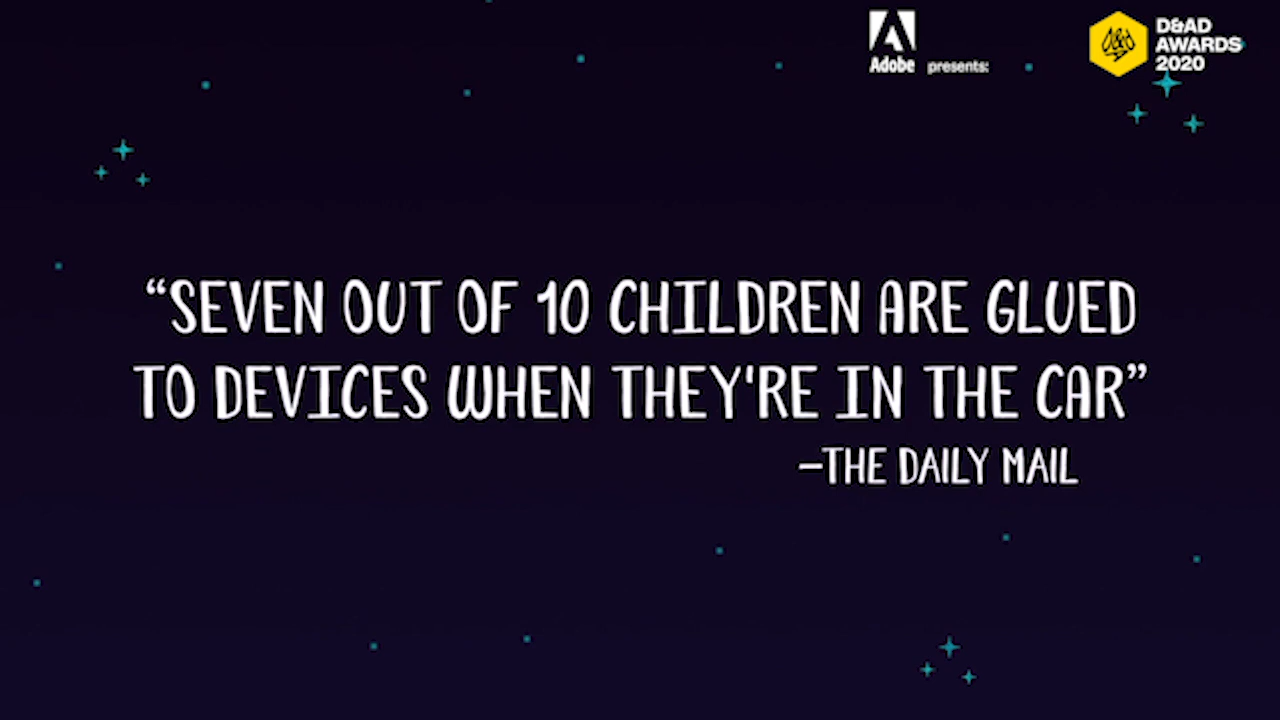 Adobe presents:
D&AD
AWARDS
2020
“SEVEN OUT OF 10 CHILDREN ARE GLUED
TO DEVICES WHEN THEY'RE IN THE CAR”
–THE DAILY MAIL